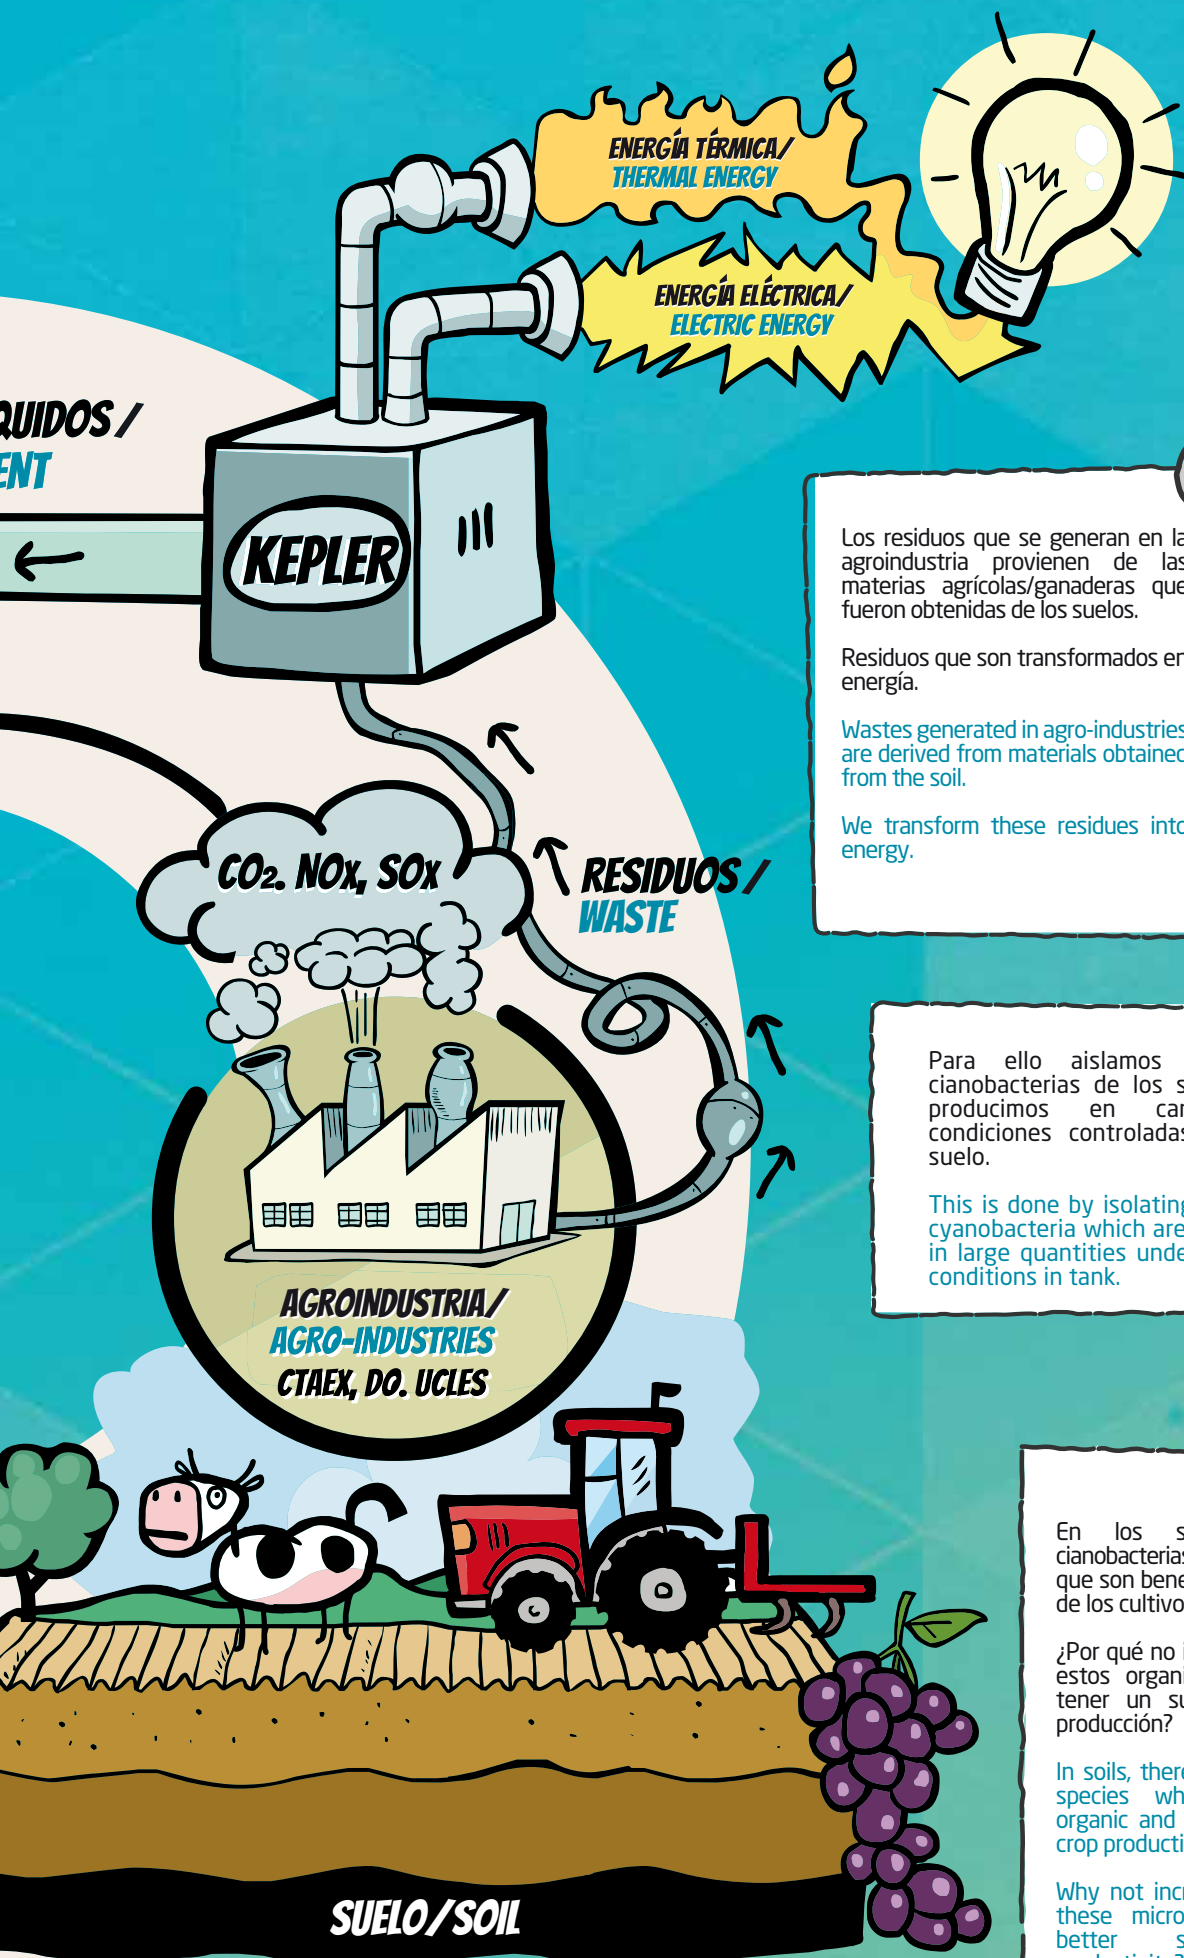 ENERGÍA TÉRMICA/
THERMAL ENERGY
ENERGÍA ELÉCTRICA/
ELECTRIC ENERGY
QUIDOS /
ENT
KEPLER
Los residuos que se generan en la
agroindustria provienen de las
materias agrícolas/ganaderas que
fueron obtenidas de los suelos.
Residuos que son transformados en
energía.
Wastes generated in agro-industries
are derived from materials obtained
from the soil.
We transform these residues into
energy.
CO2. NOX, SOX
RESIDUOS /
WASTE
Para ello aislamos
cianobacterias de los s
producimos en can
condiciones controladas
suelo.
This is done by isolating
cyanobacteria which are
in large quantities unde
conditions in tank.
AGROINDUSTRIA/
AGRO-INDUSTRIES
CTAEX, DO. UCLES
En los s
cianobacterias
que son bene
de los cultivo
¿Por qué no i
estos organi
tener un su
producción?
In soils, there
species wh
organic and
crop producti
Why not incr
these micro
better s
SUELO/SOIL